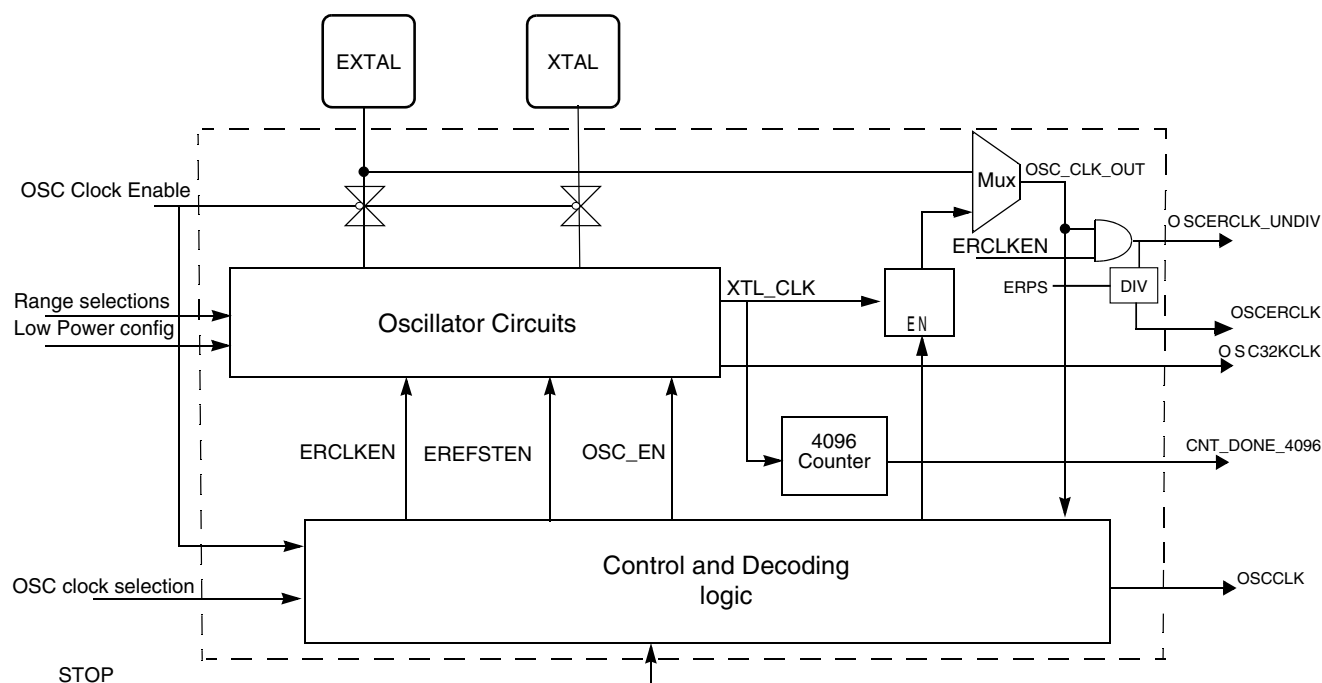 EXTAL
XTAL
OSC Clock Enable
Mux
OSC_CLK_OUT
OSCERCLK_UNDIV
ERCLKEN
ERPS
DIV
OSCERCLK
Range selections
Low Power config
Oscillator Circuits
XTL_CLK
EN
OSC32KCLK
ERCLKEN
EREFSTEN
OSC_EN
4096
Counter
CNT_DONE_4096
Control and Decoding
logic
OSC clock selection
OSCCLK
STOP